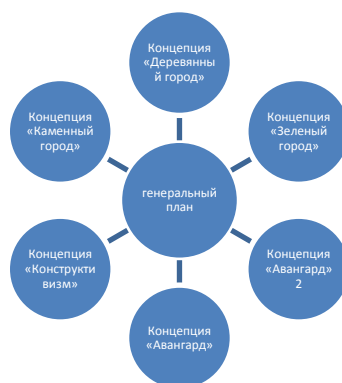 Концепция
«Деревянны
й город»
Концепция
«Каменный
город»
Концепция
«Зеленый
город»
генеральный
план
Концепция
«Конструкти
визм»
Концепция
«Авангард»
2
Концепция
«Авангард»